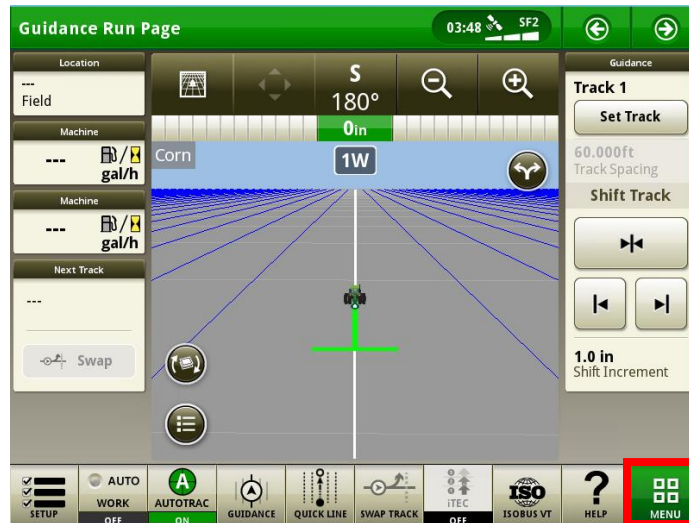 Guidance Run Page
03:48
SF2
Location
---
Field
Machine
---
/
gal/h
Machine
---
/
gal/h
Next Track
---
Swap
S
180°
0in
Corn
1W
Guidance
Track 1
Set Track
60.000ft
Track Spacing
Shift Track
1.0 in
Shift Increment
SETUP
AUTO
WORK
OFF
A
AUTOTRAC
ON
GUIDANCE
QUICK LINE
SWAP TRACK
iTEC
OFF
ISO
ISOBUS VT
?
HELP
MENU